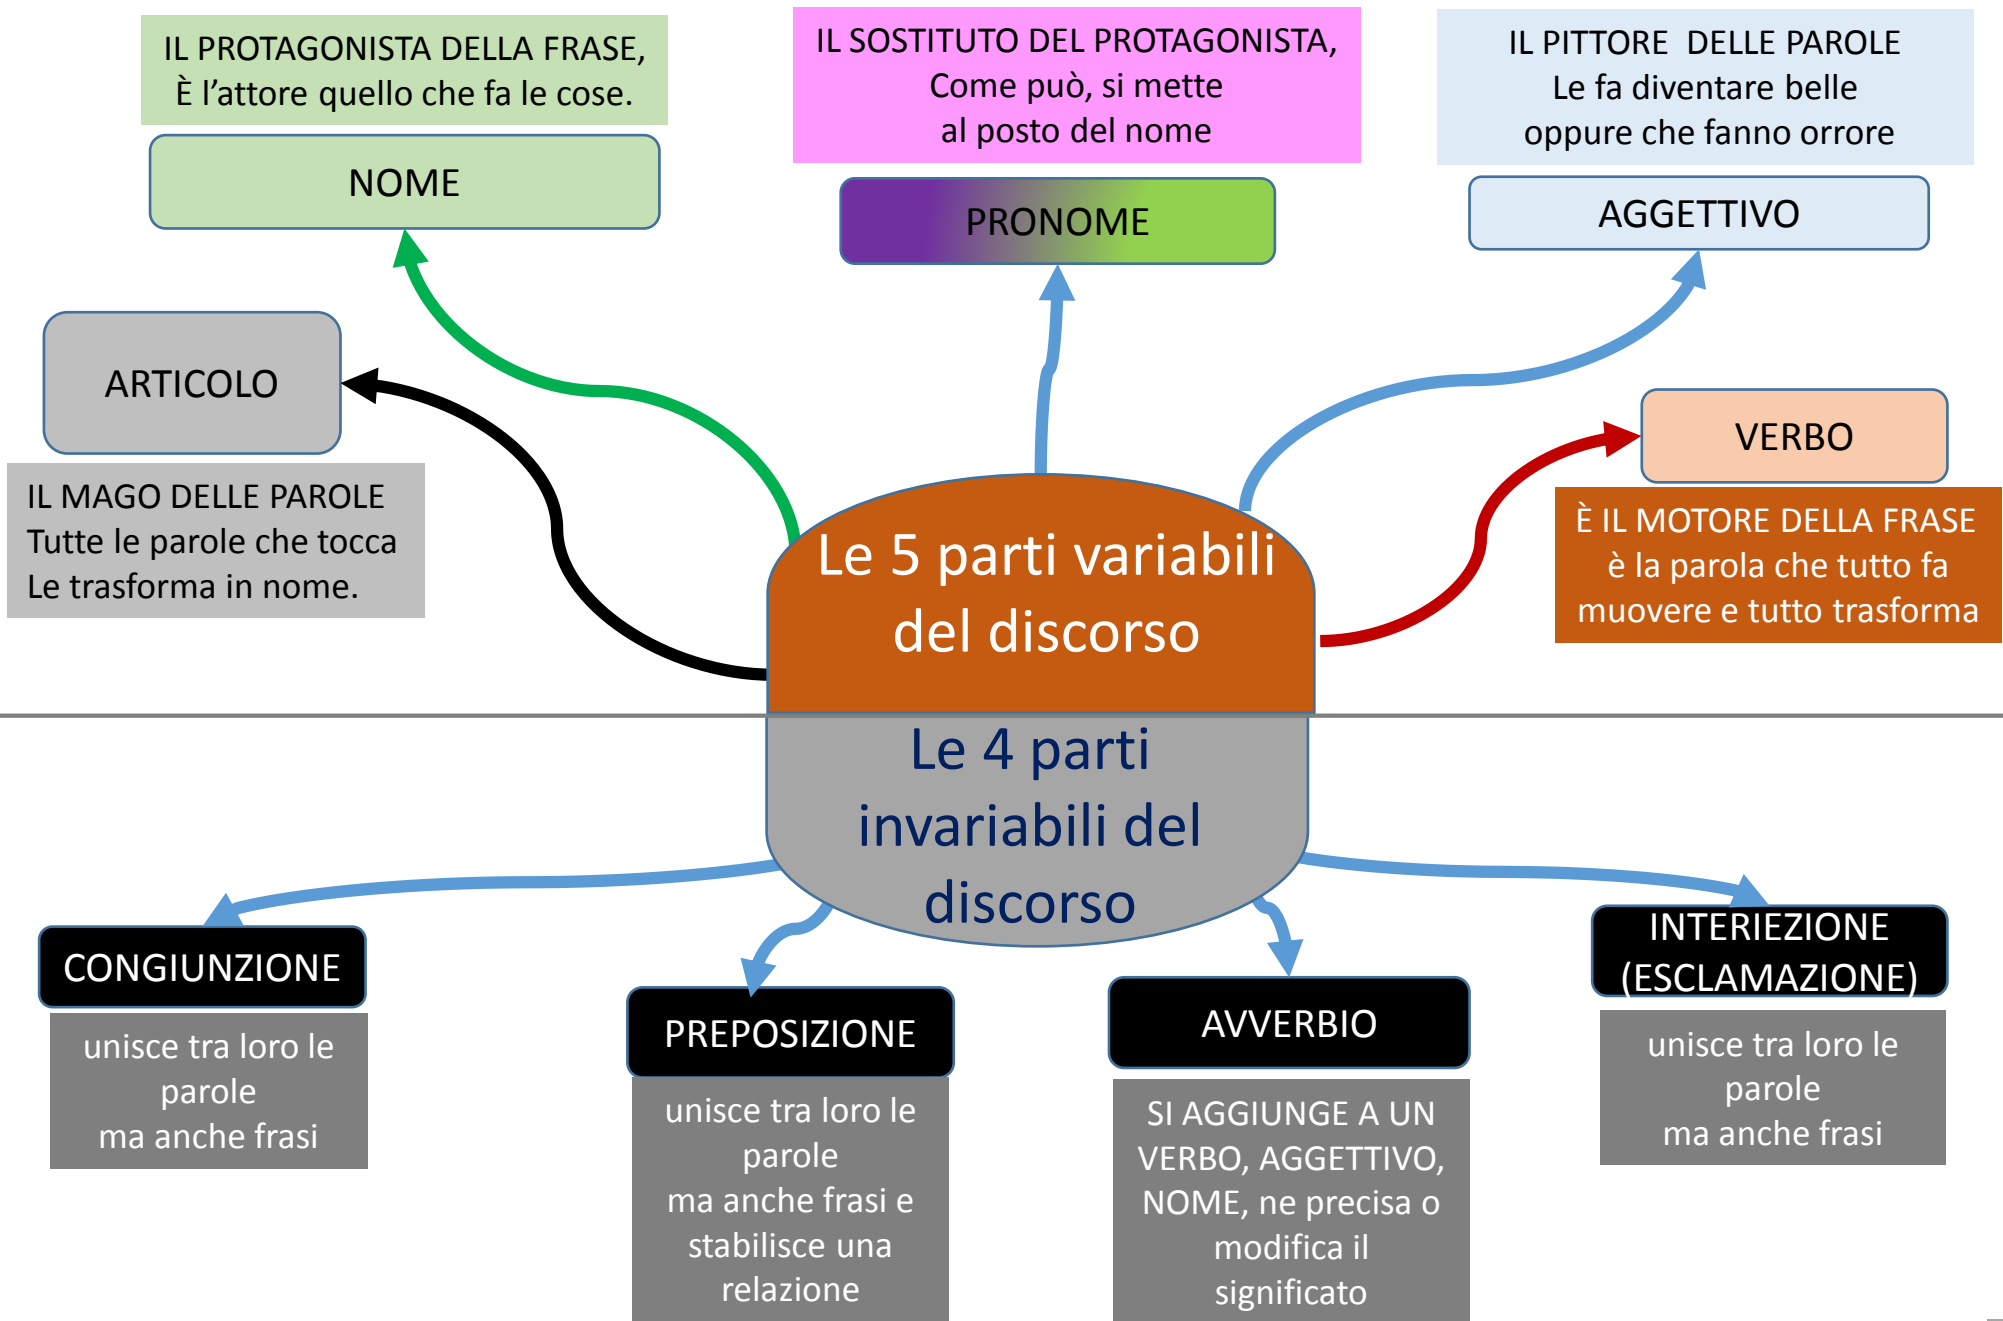 IL PROTAGONISTA DELLA FRASE,
È l’attore quello che fa le cose.
NOME
IL SOSTITUTO DEL PROTAGONISTA,
Come può, si mette
al posto del nome
PRONOME
IL PITTORE  DELLE PAROLE
Le fa diventare belle
oppure che fanno orrore
AGGETTIVO
ARTICOLO
IL MAGO DELLE PAROLE
Tutte le parole che tocca
Le trasforma in nome.
VERBO
È IL MOTORE DELLA FRASE
è la parola che tutto fa
muovere e tutto trasforma
Le 5 parti variabili
del discorso
Le 4 parti
invariabili del
discorso
CONGIUNZIONE
unisce tra loro le
parole
ma anche frasi
PREPOSIZIONE
unisce tra loro le
parole
ma anche frasi e
stabilisce una
relazione
AVVERBIO
SI AGGIUNGE A UN
VERBO, AGGETTIVO,
NOME, ne precisa o
modifica il
significato
INTERIEZIONE
(ESCLAMAZIONE)
unisce tra loro le
parole
ma anche frasi